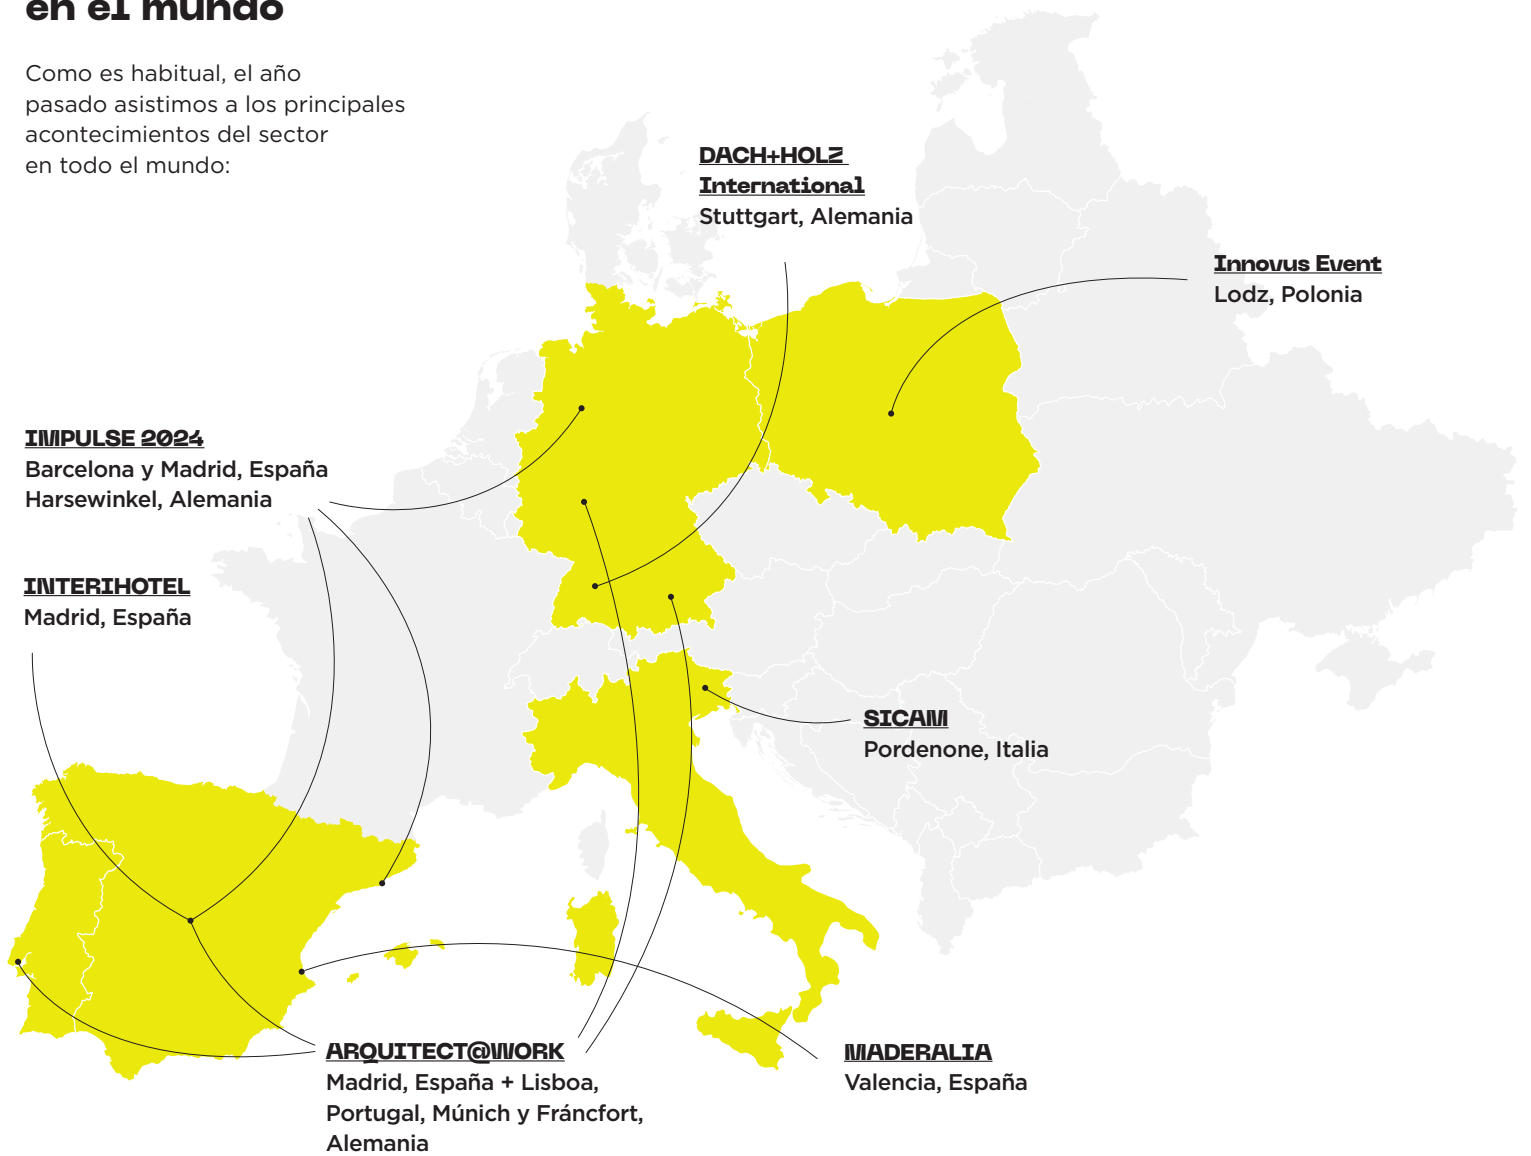 en el mundo
Como es habitual, el año
pasado asistimos a los principales
acontecimientos del sector
en todo el mundo:
DACH+HOLZ
International
Stuttgart, Alemania
Innovus Event
Lodz, Polonia
IMPULSE 2024
Barcelona y Madrid, España
Harsewinkel, Alemania
INTERIHOTEL
Madrid, España
SICAM
Pordenone, Italia
ARQUITECT@WORK
Madrid, España + Lisboa,
Portugal, Múnich y Fráncfort,
Alemania
MADERALIA
Valencia, España